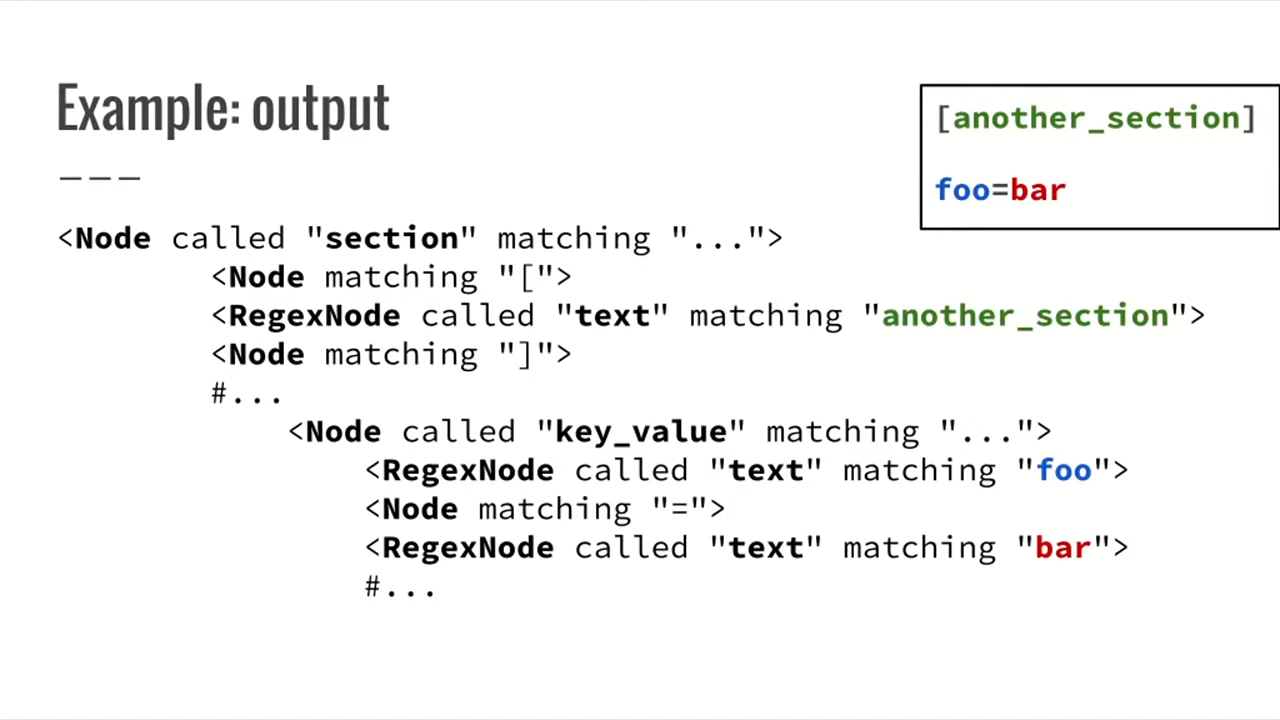 Example: output
[another_section]
foo=bar
<Node called "section" matching "...">
<Node matching "[">
<RegexNode called "text" matching "another_section">
<Node matching "]">
#...
<Node called "key_value" matching "...">
<RegexNode called "text" matching "foo">
<Node matching "=">
<RegexNode called "text" matching "bar">
#...